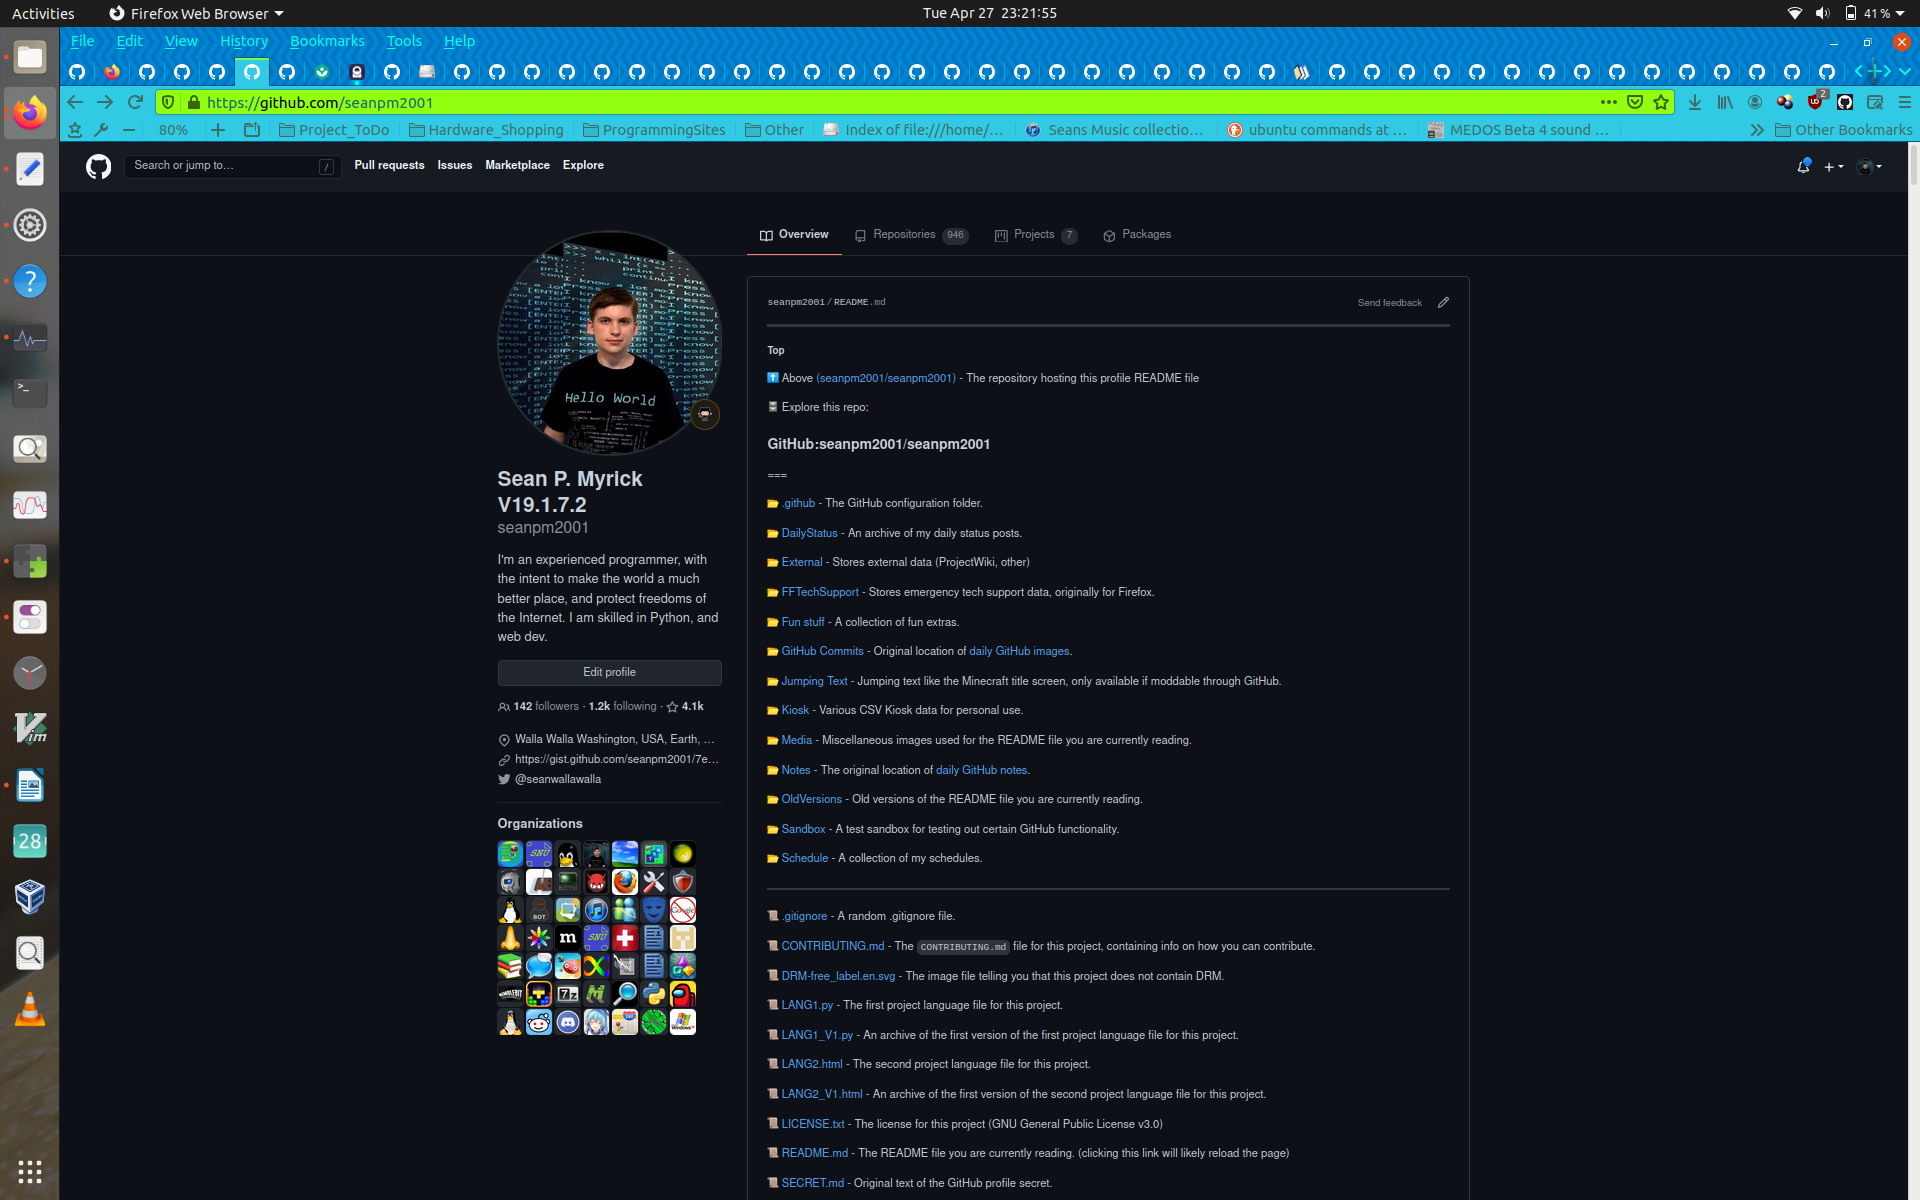 Activities
Firefox Web Browser
Tue Apr 27 23:21:55
41 %
File Edit View History Bookmarks Tools Help
https://github.com/seanpm2001
2
80%
Project_ToDo
Hardware_Shopping
ProgrammingSites
Other
Index of file:///home/…
Seans Music collectio…
ubuntu commands at …
MEDOS Beta 4 sound …
Other Bookmarks
Search or jump to…
/
Pull requests
Issues
Marketplace
Explore
Overview
Repositories 946
Projects 7
Packages
Hello World
Sean P. Myrick
V19.1.7.2
seanpm2001
I'm an experienced programmer, with
the intent to make the world a much
better place, and protect freedoms of
the Internet. I am skilled in Python, and
web dev.
Edit profile
142 followers · 1.2k following · 4.1k
Walla Walla Washington, USA, Earth, …
https://gist.github.com/seanpm2001/7e…
@seanwallawalla
Organizations
seanpm2001/README.md
Send feedback
Top
Above (seanpm2001/seanpm2001) - The repository hosting this profile README file
Explore this repo:
GitHub:seanpm2001/seanpm2001
===
.github - The GitHub configuration folder.
DailyStatus - An archive of my daily status posts.
External - Stores external data (ProjectWiki, other)
FFTechSupport - Stores emergency tech support data, originally for Firefox.
Fun stuff - A collection of fun extras.
GitHub Commits - Original location of daily GitHub images.
Jumping Text - Jumping text like the Minecraft title screen, only available if moddable through GitHub.
Kiosk - Various CSV Kiosk data for personal use.
Media - Miscellaneous images used for the README file you are currently reading.
Notes - The original location of daily GitHub notes.
OldVersions - Old versions of the README file you are currently reading.
Sandbox - A test sandbox for testing out certain GitHub functionality.
Schedule - A collection of my schedules.
.gitignore - A random .gitignore file.
CONTRIBUTING.md - The CONTRIBUTING.md file for this project, containing info on how you can contribute.
DRM-free_label.en.svg - The image file telling you that this project does not contain DRM.
LANG1.py - The first project language file for this project.
LANG1_V1.py - An archive of the first version of the first project language file for this project.
LANG2.html - The second project language file for this project.
LANG2_V1.html - An archive of the first version of the second project language file for this project.
LICENSE.txt - The license for this project (GNU General Public License v3.0)
README.md - The README file you are currently reading. (clicking this link will likely reload the page)
SECRET.md - Original text of the GitHub profile secret.
28